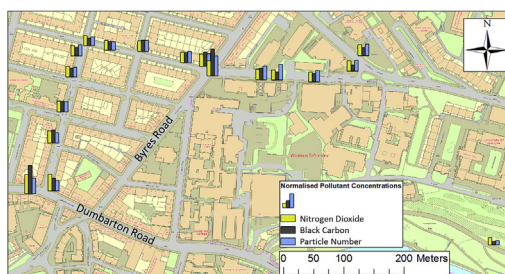 N
Byres Road
Dumbarton Road
Normalised Pollutant Concentrations
Nitrogen Dioxide
Black Carbon
Particle Number
0 50 100 200 Meters